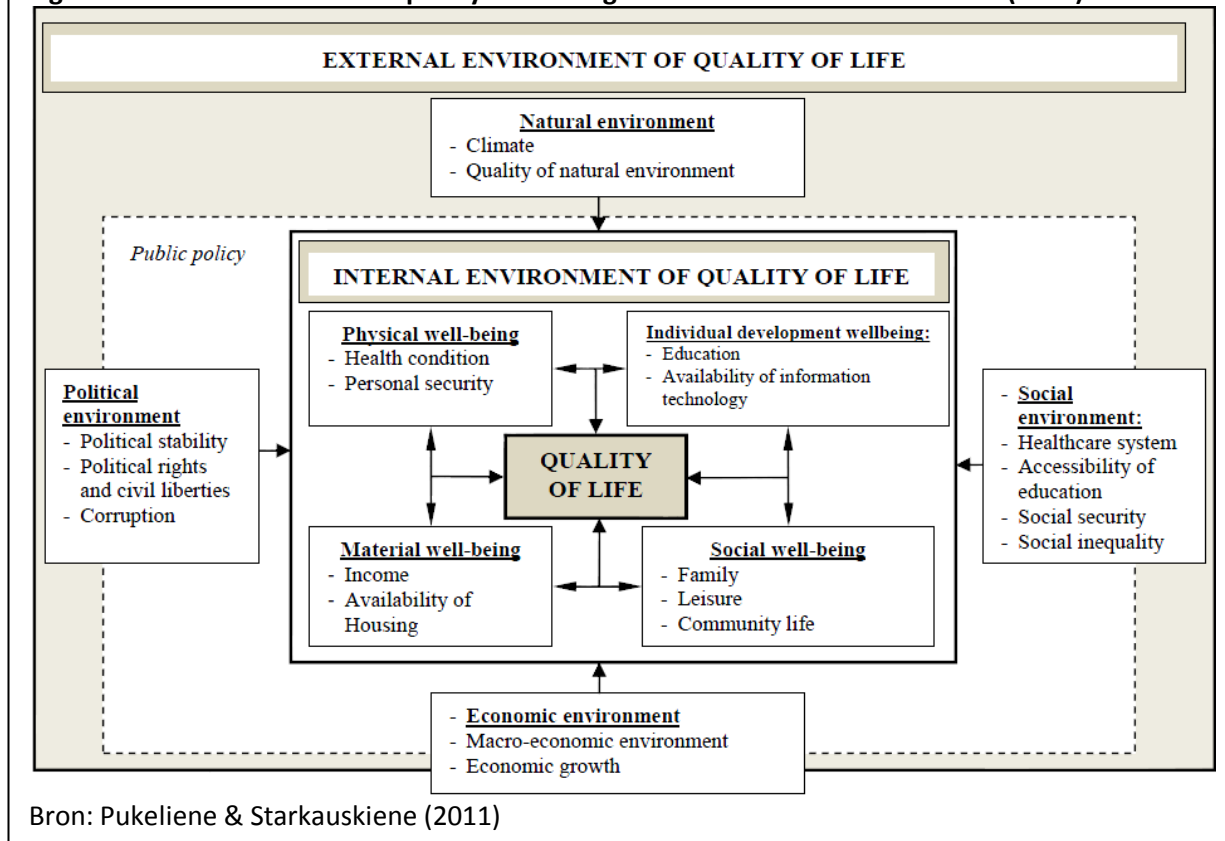 EXTERNAL ENVIRONMENT OF QUALITY OF LIFE
Natural environment
- Climate
- Quality of natural environment
Public policy
INTERNAL ENVIRONMENT OF QUALITY OF LIFE
Physical well-being
- Health condition
- Personal security
Individual development wellbeing:
- Education
- Availability of information
technology
Political
environment
- Political stability
- Political rights
and civil liberties
- Corruption
QUALITY
OF LIFE
- Social
environment:
- Healthcare system
- Accessibility of
education
- Social security
- Social inequality
Material well-being
- Income
- Availability of
Housing
Social well-being
- Family
- Leisure
- Community life
- Economic environment
- Macro-economic environment
- Economic growth
Bron: Pukeliene & Starkauskiene (2011)